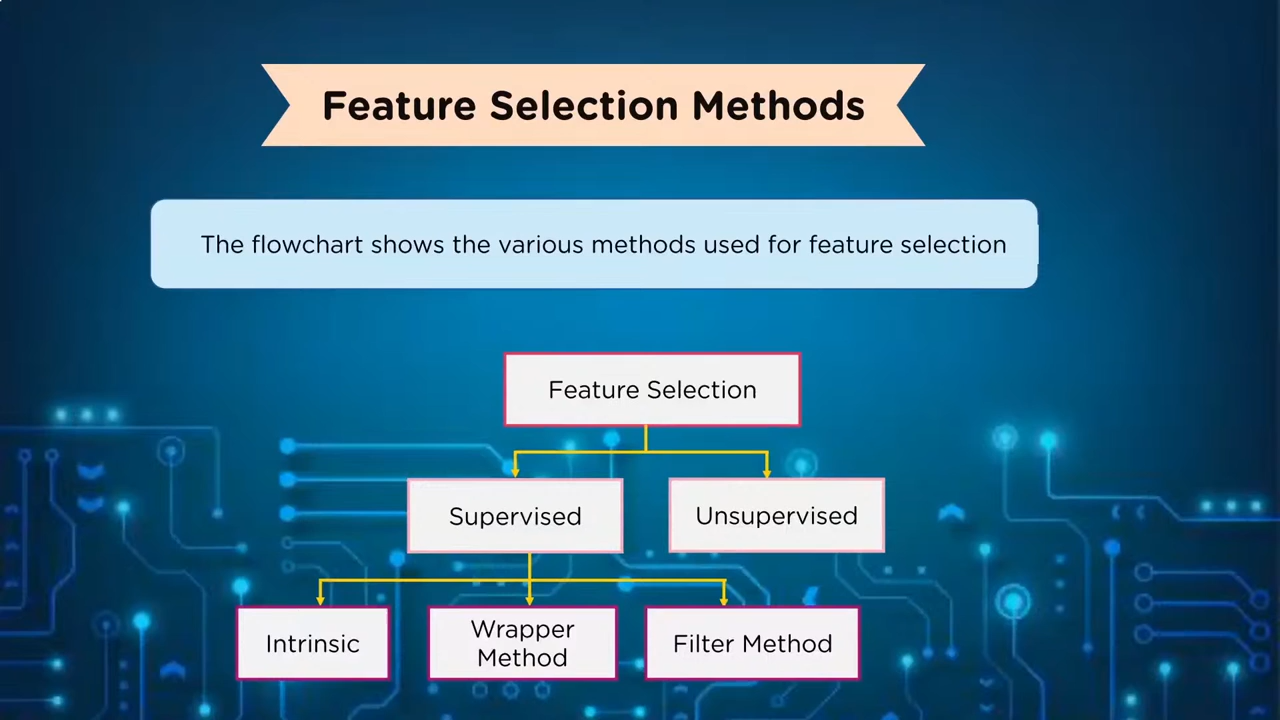 Feature Selection Methods
The flowchart shows the various methods used for feature selection
Feature Selection
Supervised
Unsupervised
Intrinsic
Wrapper
Method
Filter Method